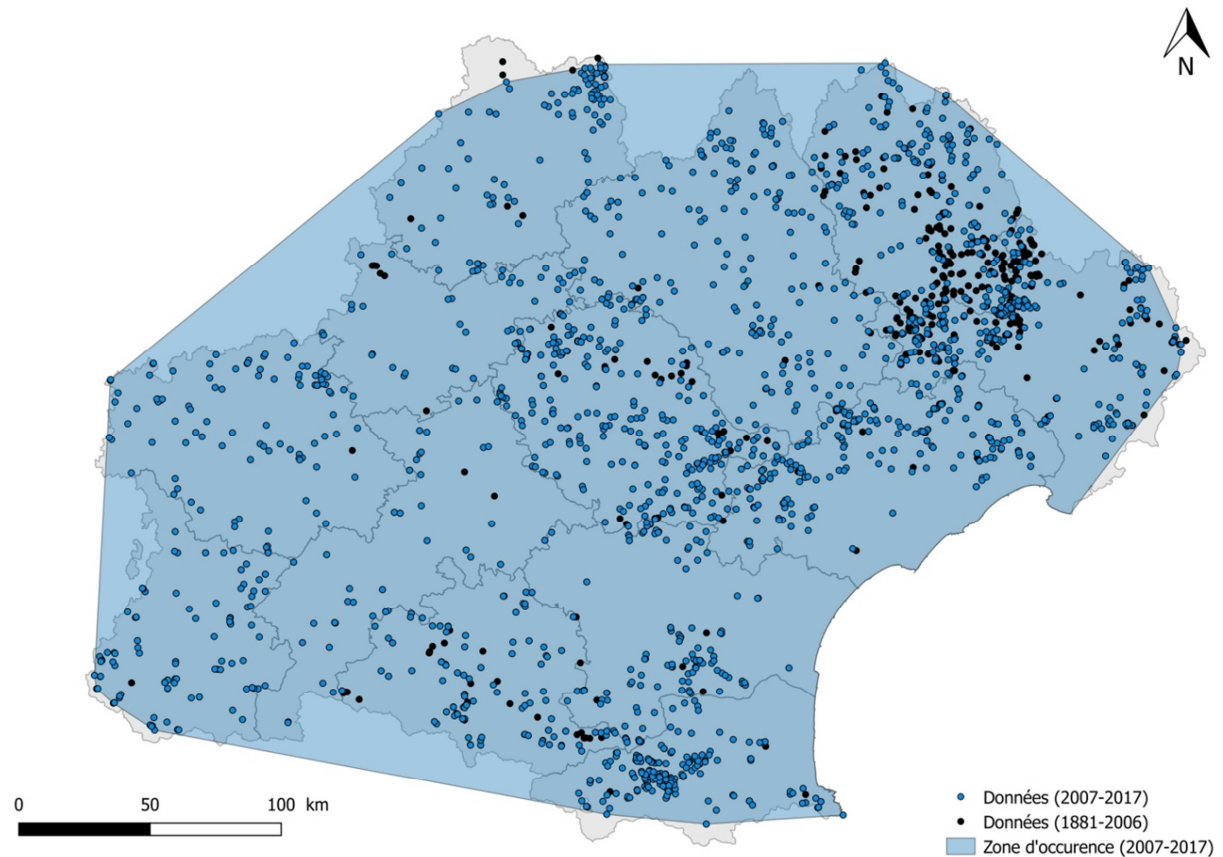 N
0 50 100 km
Données (2007-2017)
Données (1881-2006)
Zone d'occurence (2007-2017)